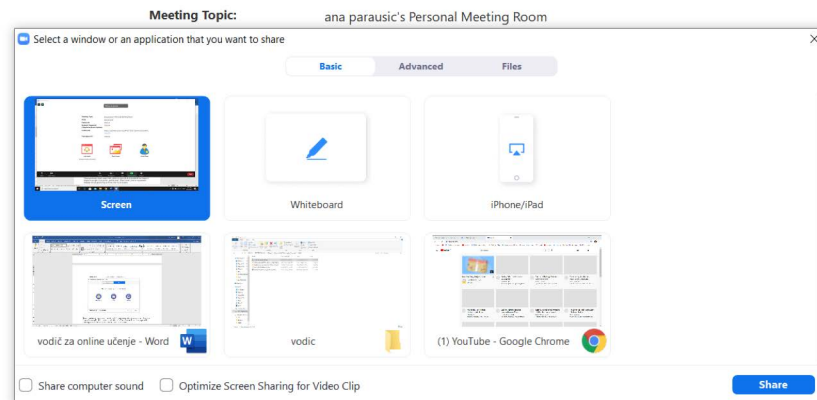 Meeting Topic: ana parausic's Personal Meeting Room
Select a window or an application that you want to share
Basic Advanced Files
Screen Whiteboard iPhone/iPad
vodič za online učenje - Word vodic (1) YouTube - Google Chrome
Share computer sound Optimize Screen Sharing for Video Clip Share